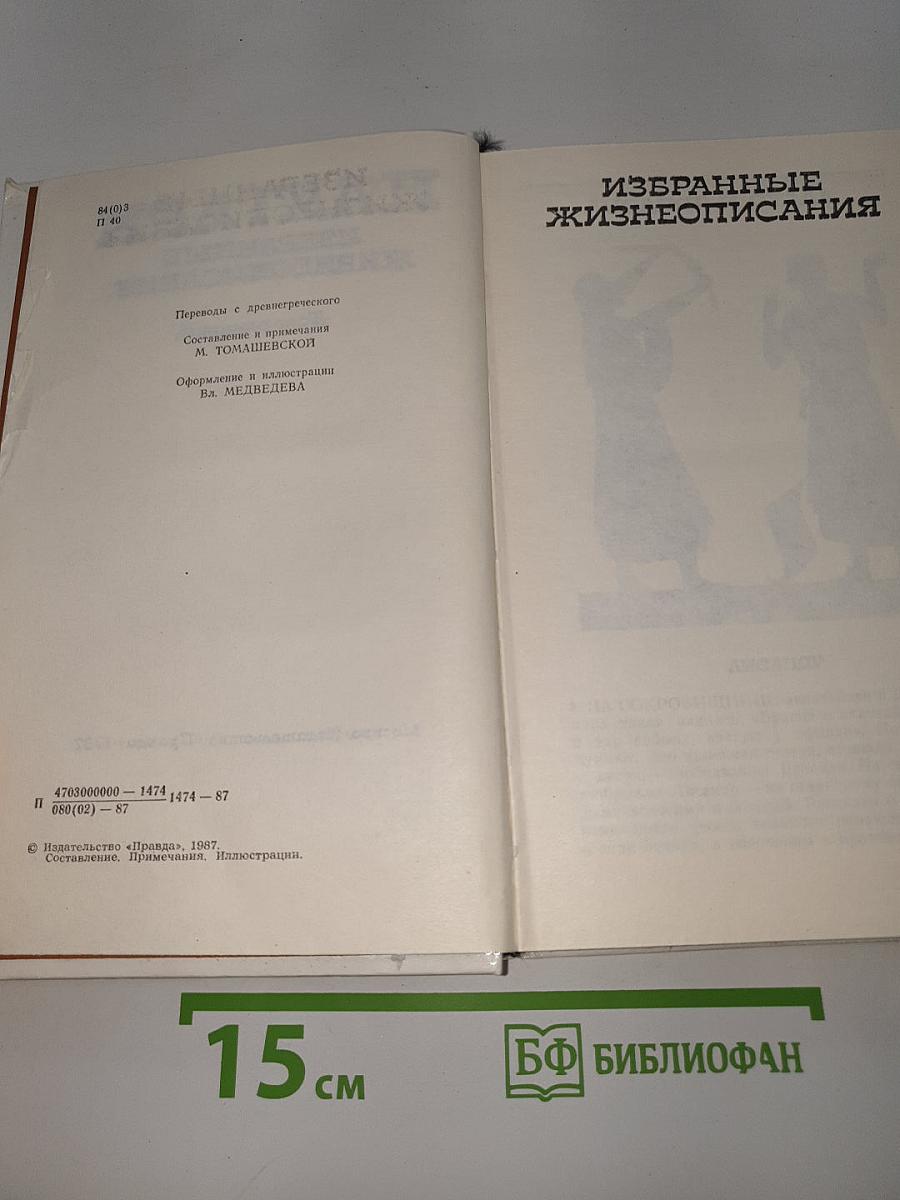 84(0)3
П 40
Переводы с древнегреческого
Составление и примечания
М. ТОМАШЕВСКОЙ
Оформление и иллюстрации
Вл. МЕДВЕДЕВА
П 4703000000 — 1474 1474 — 87
080(02) — 87
© Издательство «Правда», 1987.
Составление. Примечания. Иллюстрации.
ИЗБРАННЫЕ
ЖИЗНЕОПИСАНИЯ
15 см
БФ БИБЛИОФАН